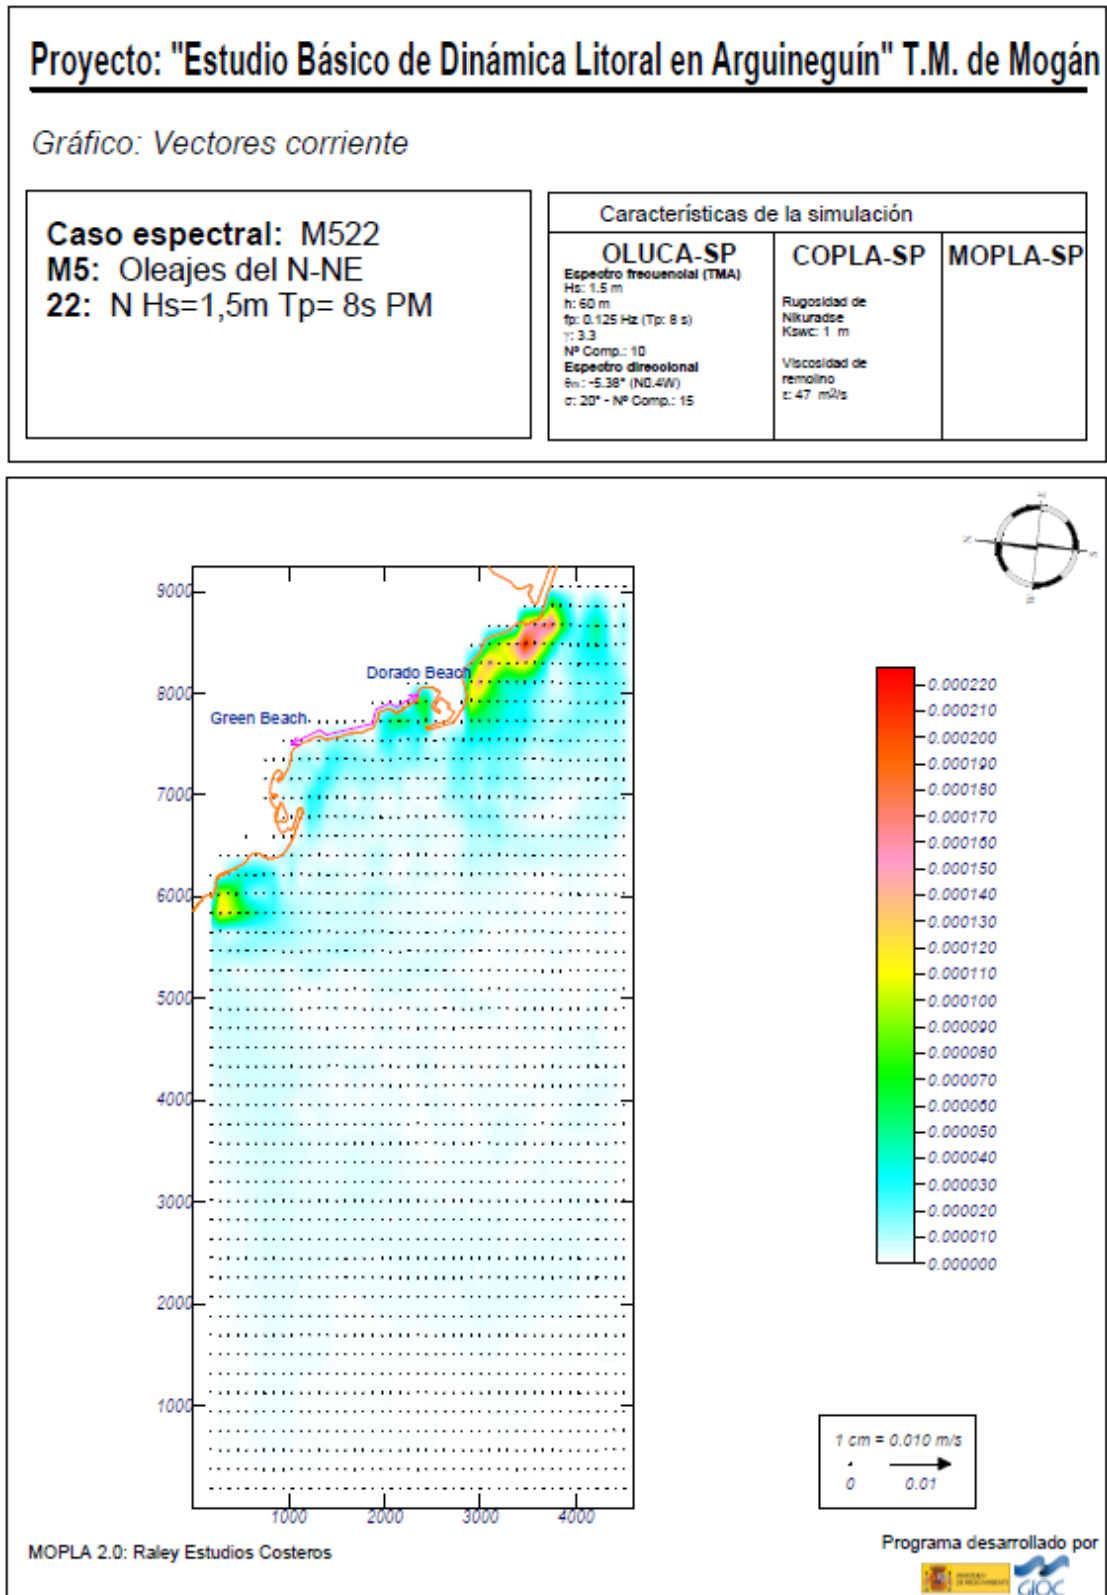 Proyecto: "Estudio Básico de Dinámica Litoral en Arguineguín" T.M. de Mogán
Gráfico: Vectores corriente
Caso espectral: M522
M5: Oleajes del N-NE
22: N Hs=1,5m Tp= 8s PM
Características de la simulación
OLUCA-SP
Espectro frecuencial (TMA)
Hs: 1.5 m
h: 60 m
fp: 0.125 Hz (Tp: 8 s)
γ: 3.3
Nº Comp.: 10
Espectro direccional
θm: -5.38° (N0.4W)
σ: 20° - Nº Comp.: 15
COPLA-SP
Rugosidad de
Nikuradse
Kswc: 1 m
Viscosidad de
remolino
ε: 47 m2/s
MOPLA-SP
N
S
9000
8000
7000
6000
5000
4000
3000
2000
1000
Dorado Beach
Green Beach
1000
2000
3000
4000
0.000220
0.000210
0.000200
0.000190
0.000180
0.000170
0.000160
0.000150
0.000140
0.000130
0.000120
0.000110
0.000100
0.000090
0.000080
0.000070
0.000060
0.000050
0.000040
0.000030
0.000020
0.000010
0.000000
1 cm = 0.010 m/s
0
0.01
MOPLA 2.0: Raley Estudios Costeros
Programa desarrollado por
GIOC